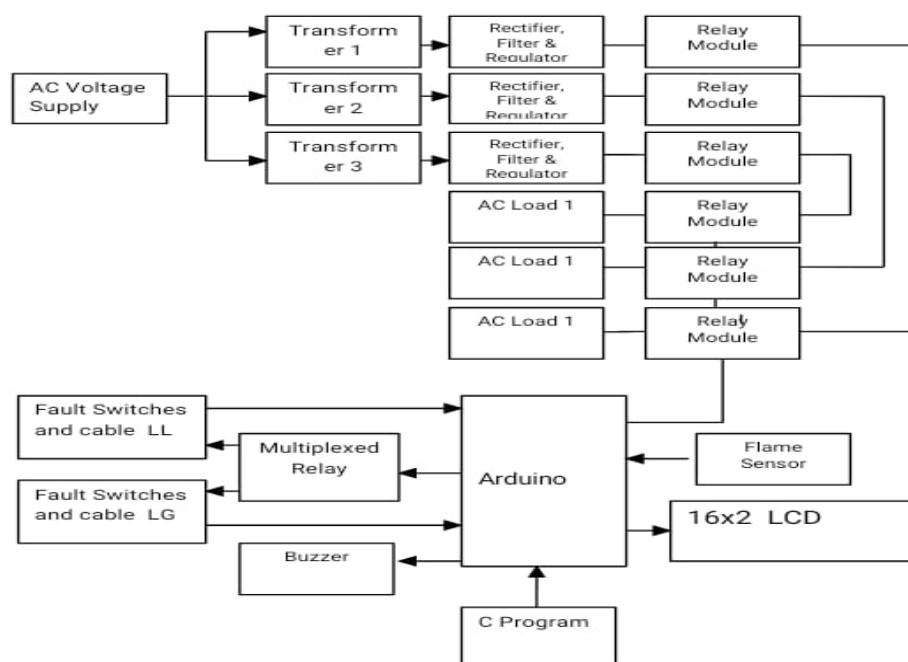 Transform
er 1
Rectifier,
Filter &
Regulator
Relay
Module
AC Voltage
Supply
Transform
er 2
Rectifier,
Filter &
Regulator
Relay
Module
Transform
er 3
Rectifier,
Filter &
Regulator
Relay
Module
AC Load 1
Relay
Module
AC Load 1
Relay
Module
AC Load 1
Relay
Module
Fault Switches
and cable LL
Multiplexed
Relay
Fault Switches
and cable LG
Buzzer
Arduino
Flame
Sensor
16x2 LCD
C Program